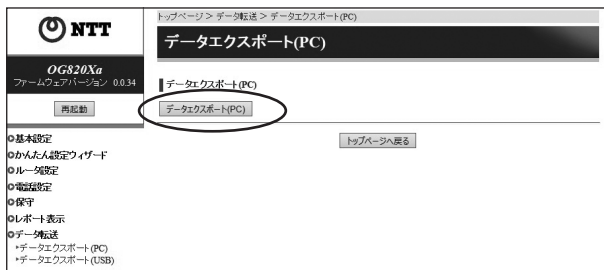 NTT
OG820Xa
ファームウェアバージョン 0.0.34
再起動
基本設定
かんたん設定ウィザード
ルータ設定
電話設定
保守
レポート表示
データ転送
データエクスポート(PC)
データエクスポート(USB)
トップページ > データ転送 > データエクスポート(PC)
データエクスポート(PC)
データエクスポート(PC)
データエクスポート(PC)
トップページへ戻る